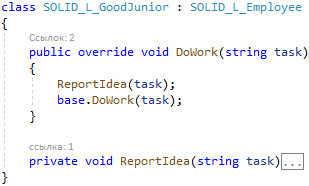 class SOLID_L_GoodJunior : SOLID_L_Employee
{
Ссылок: 2
public override void DoWork(string task)
{
ReportIdea(task);
base.DoWork(task);
}
ссылка: 1
private void ReportIdea(string task)...
}